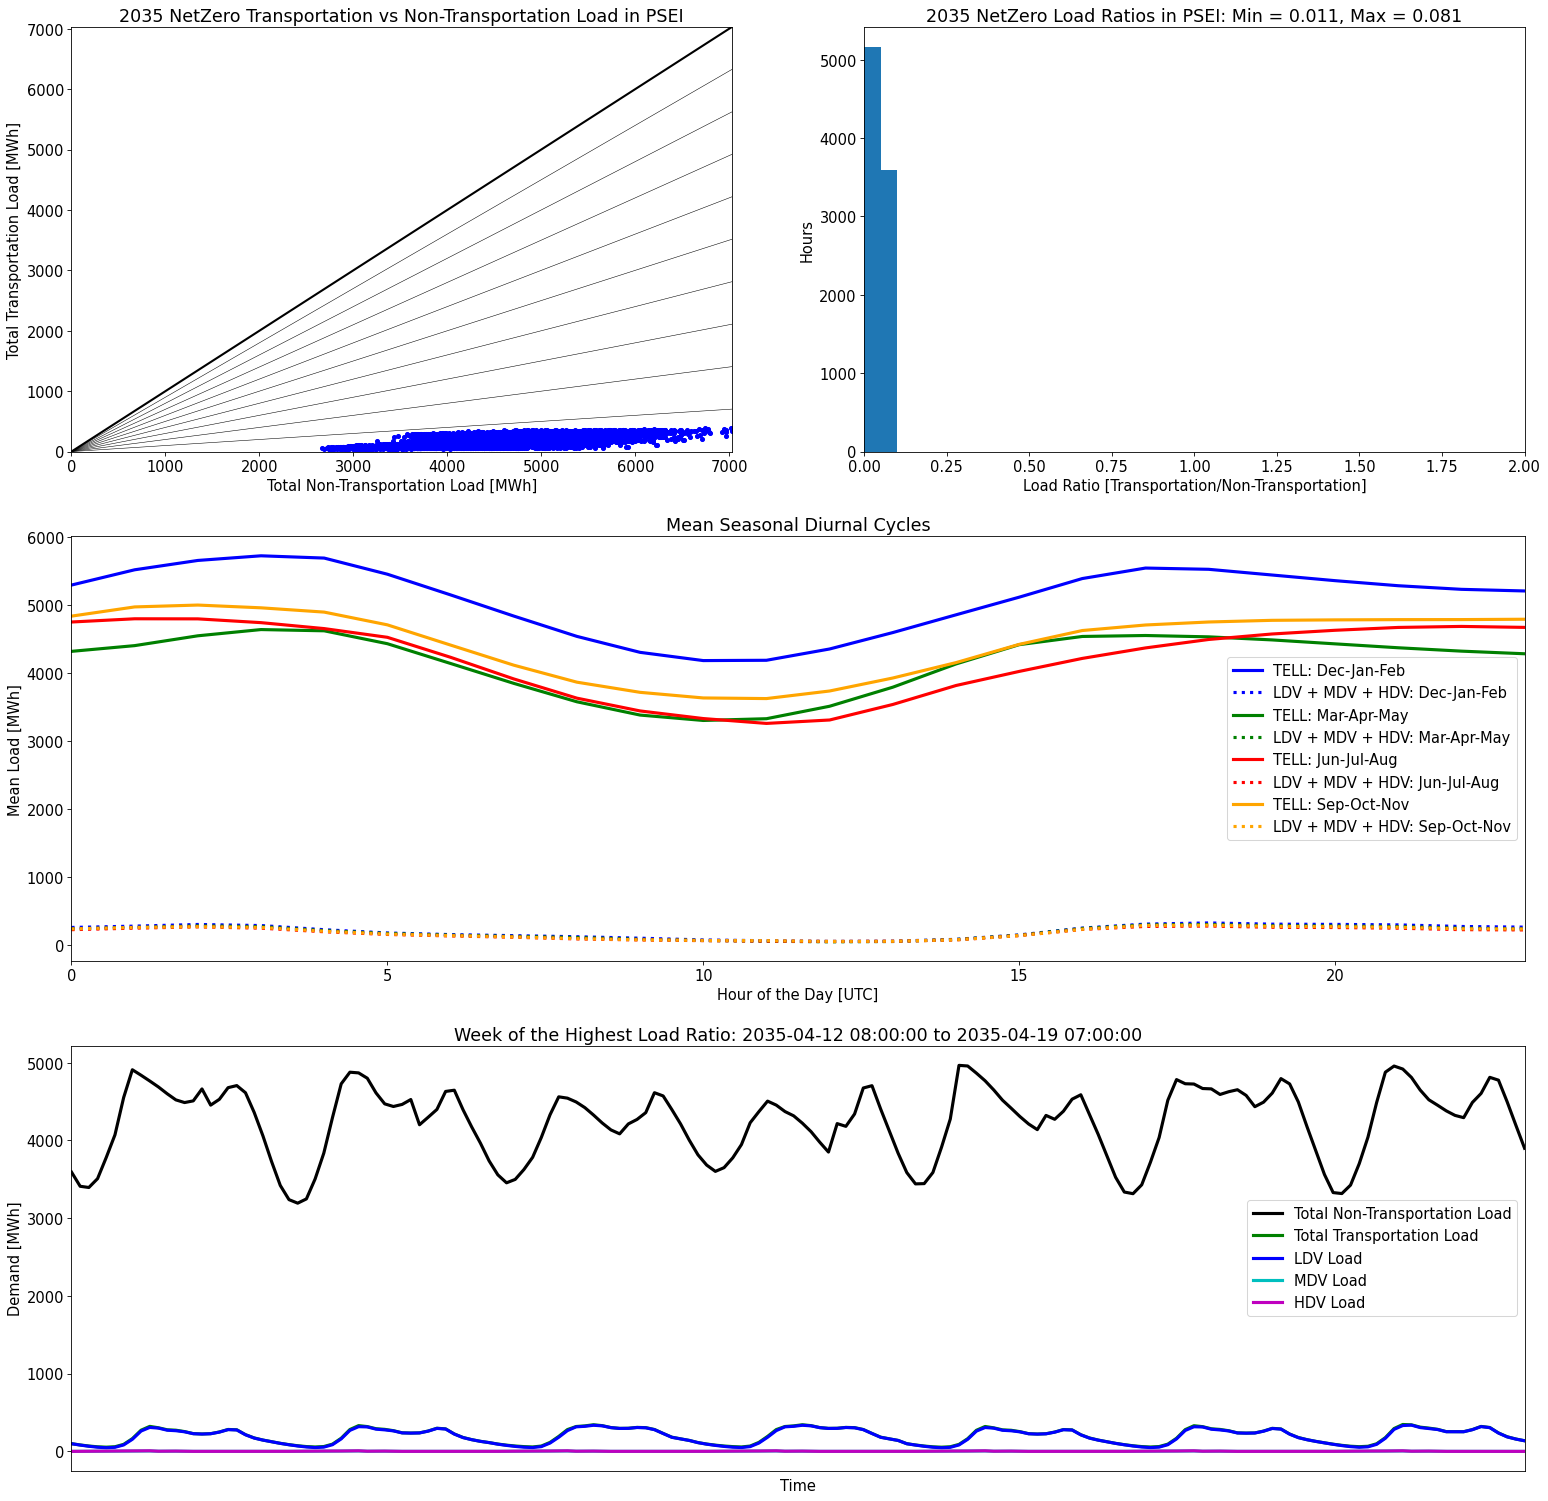 2035 NetZero Transportation vs Non-Transportation Load in PSEI
Total Transportation Load [MWh]
7000
6000
5000
4000
3000
2000
1000
0
0 1000 2000 3000 4000 5000 6000 7000
Total Non-Transportation Load [MWh]
2035 NetZero Load Ratios in PSEI: Min = 0.011, Max = 0.081
Hours
5000
4000
3000
2000
1000
0
0.00 0.25 0.50 0.75 1.00 1.25 1.50 1.75 2.00
Load Ratio [Transportation/Non-Transportation]
Mean Seasonal Diurnal Cycles
Mean Load [MWh]
6000
5000
4000
3000
2000
1000
0
TELL: Dec-Jan-Feb
LDV + MDV + HDV: Dec-Jan-Feb
TELL: Mar-Apr-May
LDV + MDV + HDV: Mar-Apr-May
TELL: Jun-Jul-Aug
LDV + MDV + HDV: Jun-Jul-Aug
TELL: Sep-Oct-Nov
LDV + MDV + HDV: Sep-Oct-Nov
0 5 10 15 20
Hour of the Day [UTC]
Week of the Highest Load Ratio: 2035-04-12 08:00:00 to 2035-04-19 07:00:00
Demand [MWh]
5000
4000
3000
2000
1000
0
Total Non-Transportation Load
Total Transportation Load
LDV Load
MDV Load
HDV Load
Time